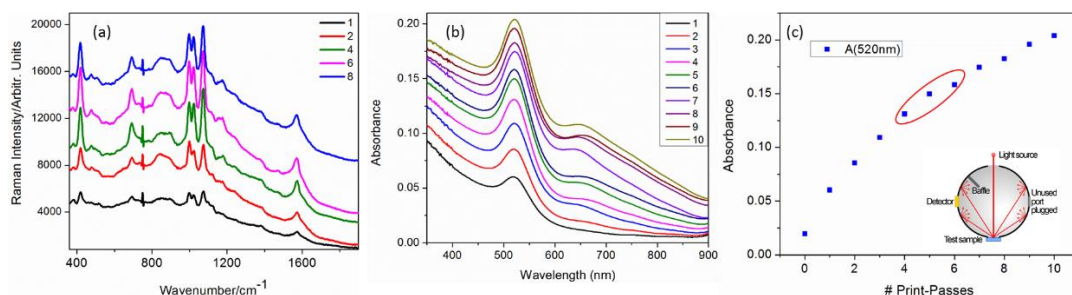 (a)
1
2
4
6
8
20000
16000
12000
8000
4000
Raman Intensity/Arbitr. Units
400
800
1200
1600
Wavenumber/cm⁻¹
(b)
1
2
3
4
5
6
7
8
9
10
0.20
0.15
0.10
0.05
0.00
Absorbance
400
500
600
700
800
900
Wavelength (nm)
(c)
A(520nm)
0.20
0.15
0.10
0.05
0.00
Absorbance
Light source
Baffle
Unused
port
plugged
Detector
Test sample
0
2
4
6
8
10
# Print-Passes